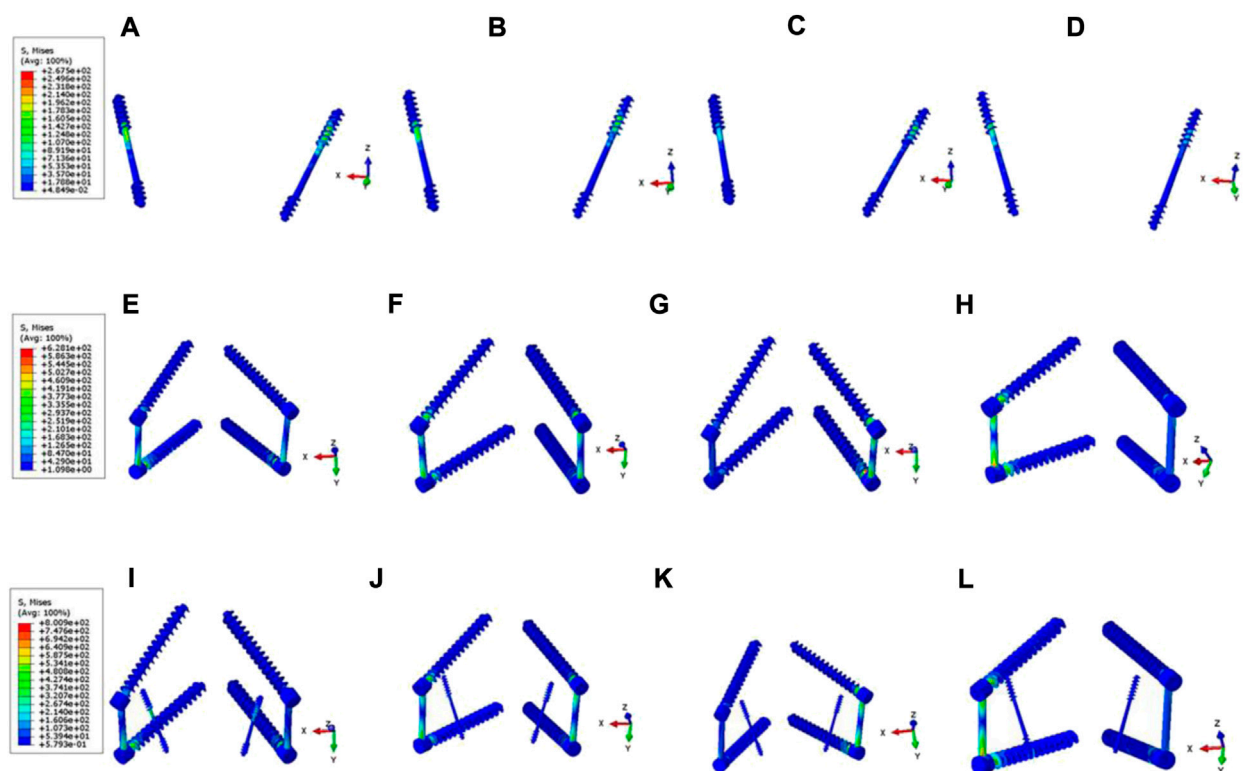 A
B
C
D
S, Mises
(Avg: 100%)
+2.675e+02
+2.496e+02
+2.318e+02
+2.140e+02
+1.962e+02
+1.783e+02
+1.605e+02
+1.427e+02
+1.248e+02
+1.070e+02
+8.919e+01
+7.136e+01
+5.353e+01
+3.570e+01
+1.788e+01
+4.849e-02
Z
X
Y
Z
X
Y
Z
X
Y
Z
X
Y
E
F
G
H
S, Mises
(Avg: 100%)
+6.281e+02
+5.863e+02
+5.445e+02
+5.027e+02
+4.609e+02
+4.191e+02
+3.773e+02
+3.355e+02
+2.937e+02
+2.519e+02
+2.101e+02
+1.683e+02
+1.265e+02
+8.470e+01
+4.290e+01
+1.098e+00
Z
X
Y
Z
X
Y
Z
X
Y
Z
X
Y
I
J
K
L
S, Mises
(Avg: 100%)
+8.009e+02
+7.476e+02
+6.942e+02
+6.409e+02
+5.875e+02
+5.341e+02
+4.808e+02
+4.274e+02
+3.741e+02
+3.207e+02
+2.674e+02
+2.140e+02
+1.606e+02
+1.073e+02
+5.394e+01
+5.793e-01
Z
X
Y
Z
X
Y
Z
X
Y
Z
X
Y